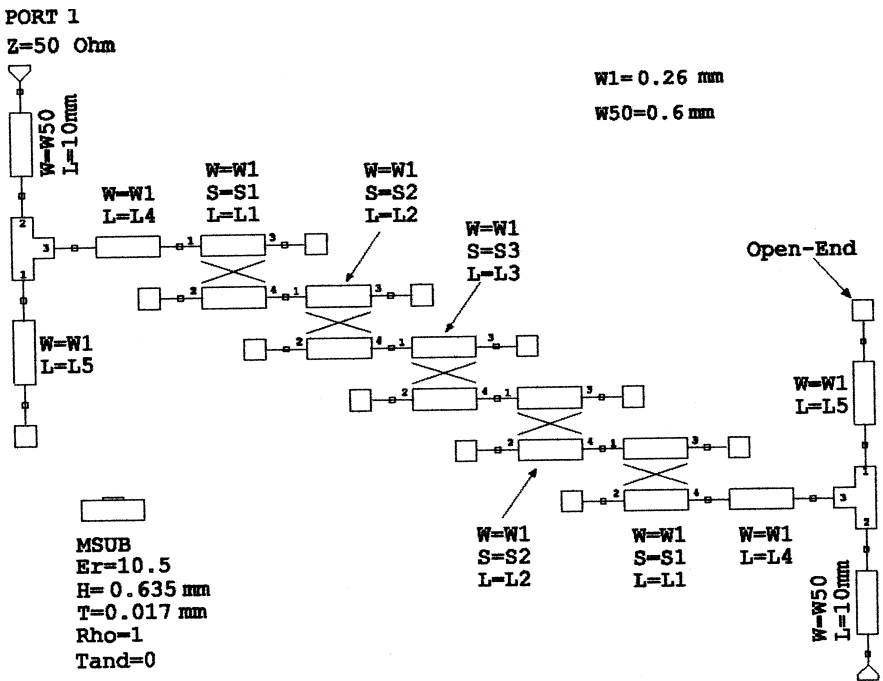 PORT 1
Z=50 Ohm
W1=0.26 mm
W50=0.6 mm
W=W50
L=10mm
W=W1
L=L4
W=W1
S=S1
L=L1
W=W1
S=S2
L=L2
W=W1
S=S3
L=L3
2
3
1
1
3
2
4
1
3
2
4
1
3
2
4
1
3
2
4
1
3
2
4
Open-End
W=W1
L=L5
W=W1
L=L5
1
3
2
W=W1
S=S2
L=L2
W=W1
S=S1
L=L1
W=W1
L=L4
W=W50
L=10mm
MSUB
Er=10.5
H=0.635 mm
T=0.017 mm
Rho=1
Tand=0